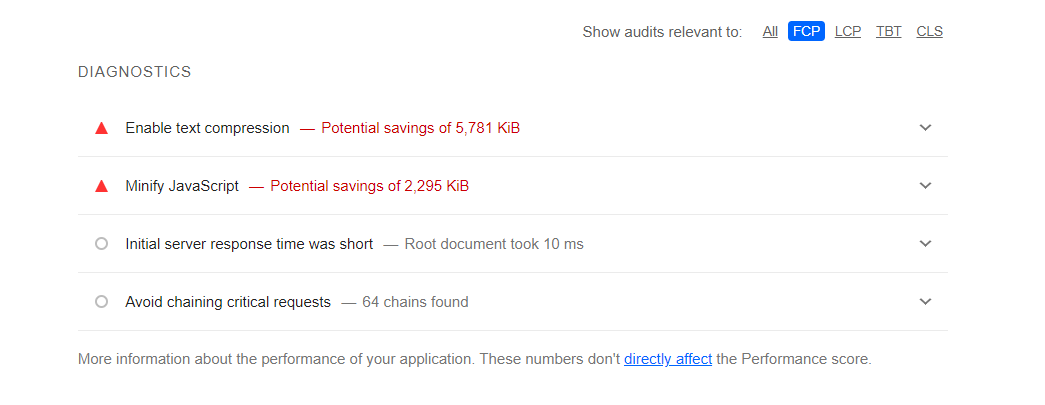 Show audits relevant to: All FCP LCP TBT CLS
DIAGNOSTICS
Enable text compression — Potential savings of 5,781 KiB
Minify JavaScript — Potential savings of 2,295 KiB
Initial server response time was short — Root document took 10 ms
Avoid chaining critical requests — 64 chains found
More information about the performance of your application. These numbers don't directly affect the Performance score.